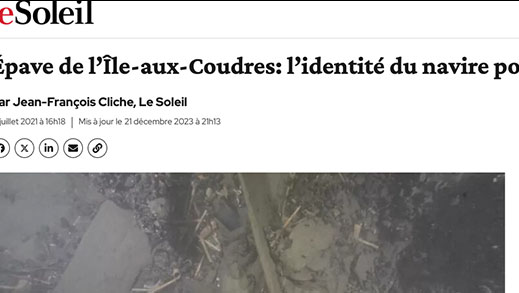 eSoleil
Épave de l’Île-aux-Coudres: l’identité du navire po
ar Jean-François Cliche, Le Soleil
juillet 2021 à 16h18 | Mis à jour le 21 décembre 2023 à 21h13